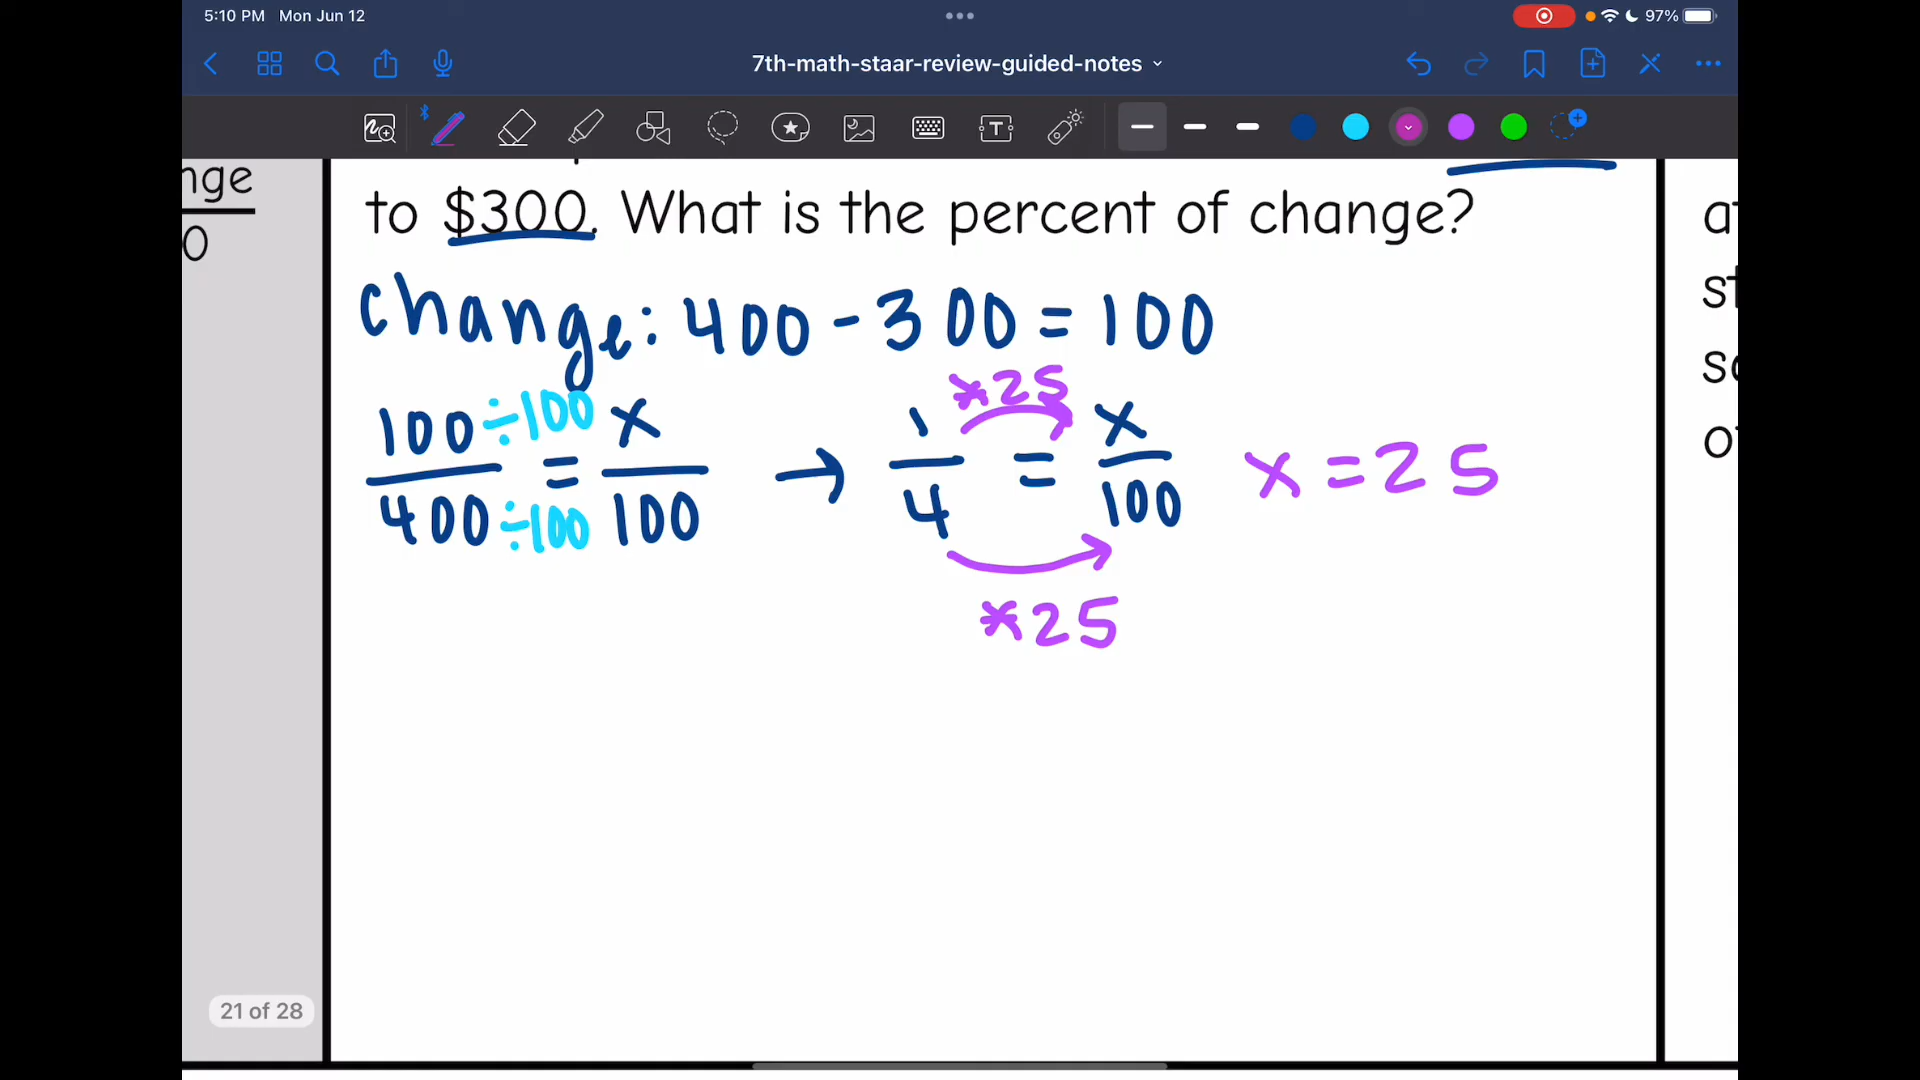 5:10 PM Mon Jun 12
97%
7th-math-staar-review-guided-notes
T
nge
0
to $300. What is the percent of change?
change: 400 - 300 = 100
100 ÷100 = x → 1 *25 = x x = 25
400 ÷100 100 4 100
*25
21 of 28